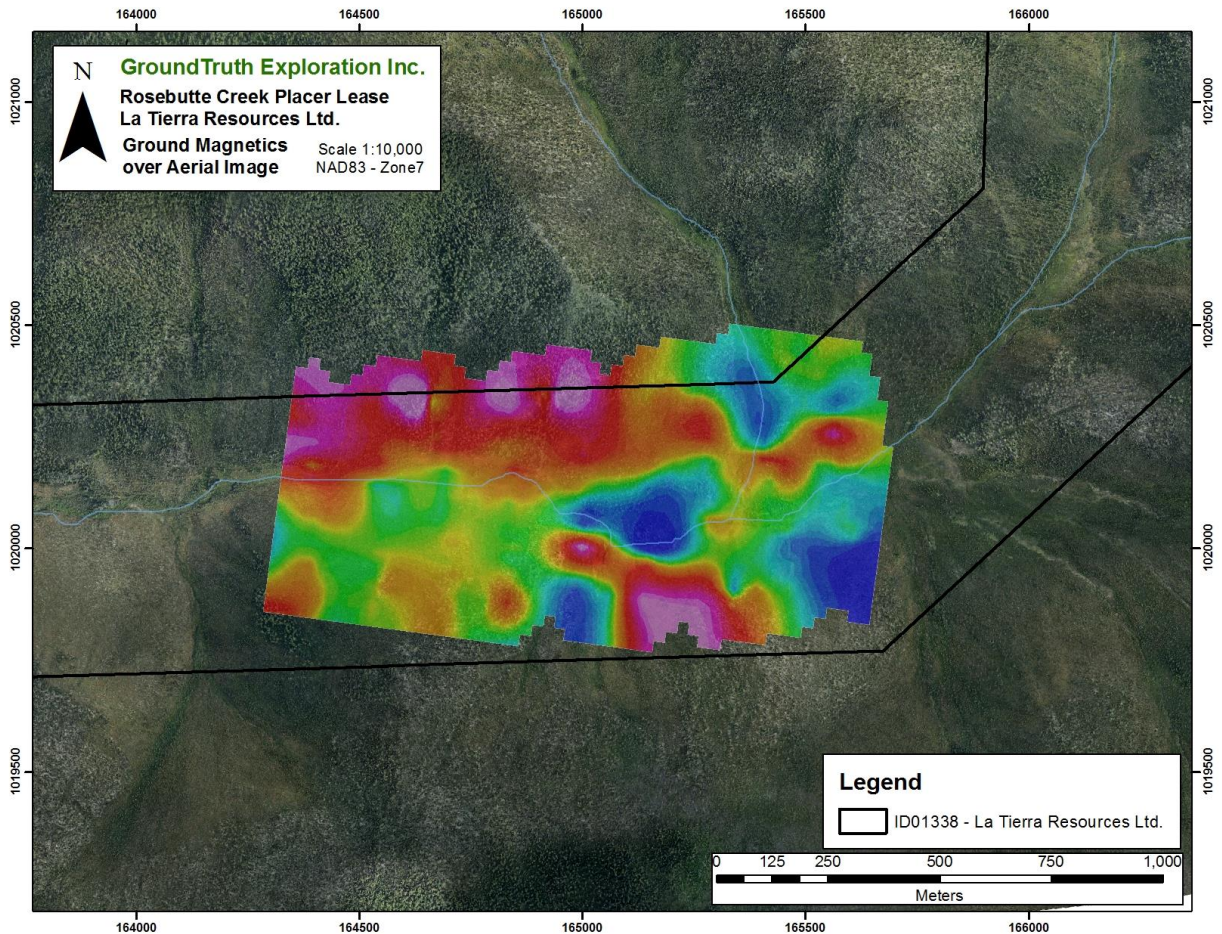 164000 164500 165000 165500 166000
N
GroundTruth Exploration Inc.
Rosebutte Creek Placer Lease
La Tierra Resources Ltd.
Ground Magnetics
over Aerial Image
Scale 1:10,000
NAD83 - Zone7
1021000
1021000
1020500
1020500
1020000
1020000
1019500
1019500
Legend
ID01338 - La Tierra Resources Ltd.
0 125 250 500 750 1,000
Meters
164000 164500 165000 165500 166000